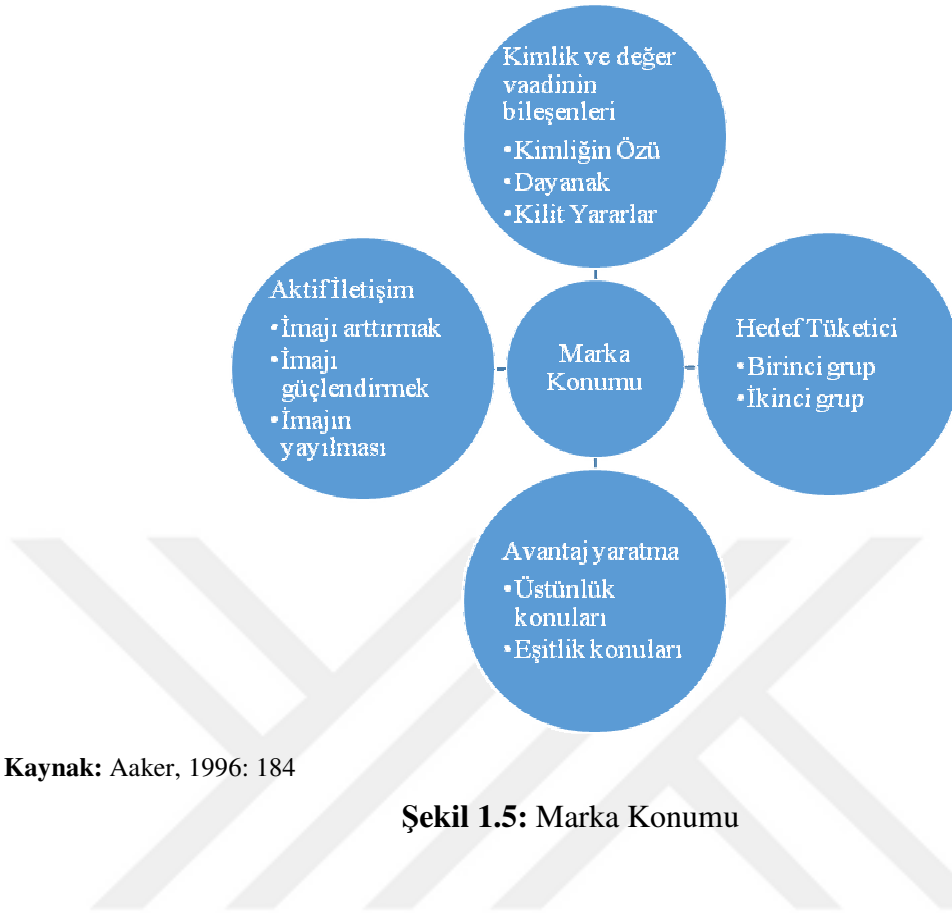 Kimlik ve değer
vaadinin
bileşenleri
•Kimliğin Özü
•Dayanak
•Kilit Yararlar
Aktif İletişim
•İmajı arttırmak
•İmajı
güçlendirmek
•İmajın
yayılması
Marka
Konumu
Hedef Tüketici
•Birinci grup
•İkinci grup
Avantaj yaratma
•Üstünlük
konuları
•Eşitlik konuları
Kaynak: Aaker, 1996: 184
Şekil 1.5: Marka Konumu